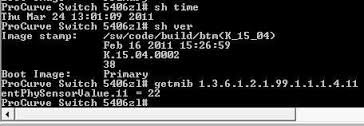 ProCurve Switch 5406zl# sh time
Thu Mar 24 13:01:09 2011
ProCurve Switch 5406zl# sh ver
Image stamp: /sw/code/build/btm(K_15_04)
Feb 16 2011 15:26:59
K.15.04.0002
38
Boot Image: Primary
ProCurve Switch 5406zl# getmib 1.3.6.1.2.1.99.1.1.1.4.11
entPhySensorValue.11 = 22
ProCurve Switch 5406zl#